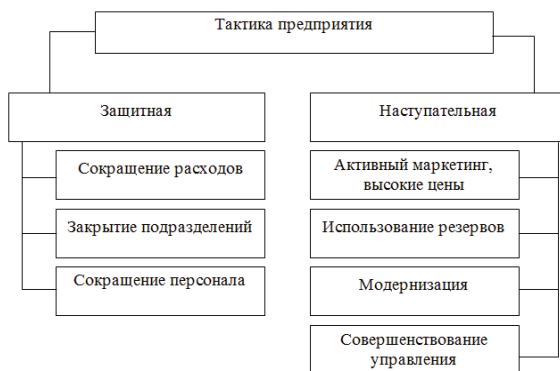 Тактика предприятия
Защитная
Сокращение расходов
Закрытие подразделений
Сокращение персонала
Наступательная
Активный маркетинг,
высокие цены
Использование резервов
Модернизация
Совершенствование
управления